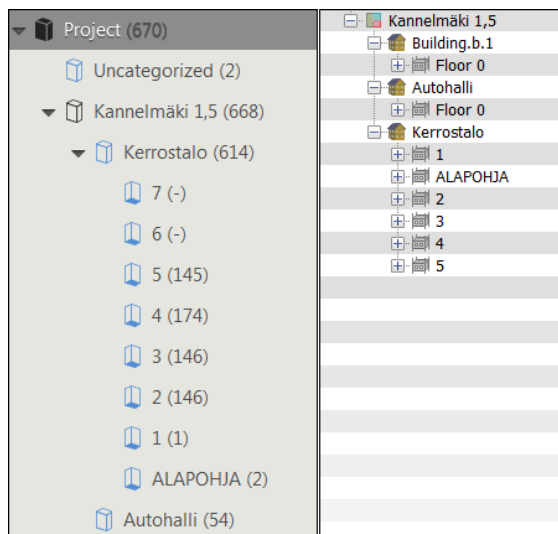 Project (670)
Uncategorized (2)
Kannelmäki 1,5 (668)
Kerrostalo (614)
7 (-)
6 (-)
5 (145)
4 (174)
3 (146)
2 (146)
1 (1)
ALAPOHJA (2)
Autohalli (54)
Kannelmäki 1,5
Building.b.1
Floor 0
Autohalli
Floor 0
Kerrostalo
1
ALAPOHJA
2
3
4
5